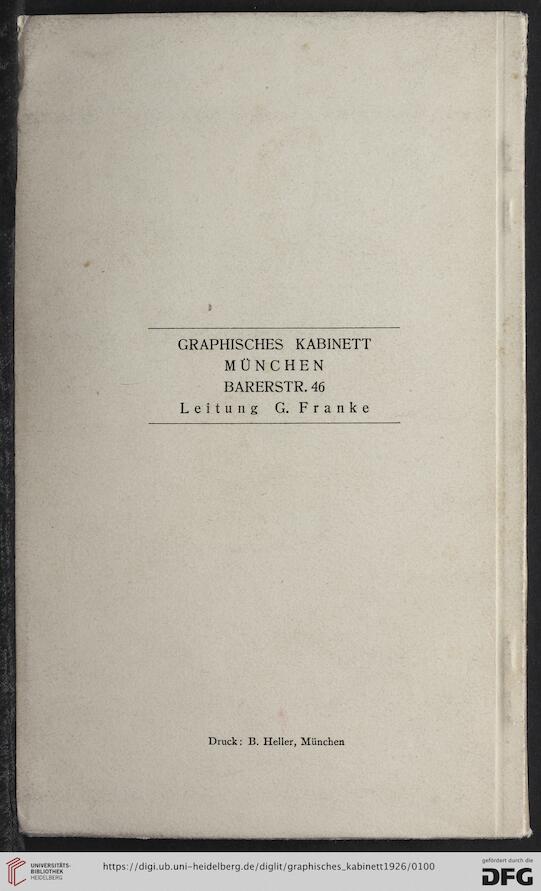 GRAPHISCHES KABINETT
MÜNCHEN
BARERSTR. 46
Leitung G. Franke
Druck: B. Heller, München
UNIVERSITÄTS-
BIBLIOTHEK
HEIDELBERG
https://digi.ub.uni-heidelberg.de/diglit/graphisches_kabinett1926/0100
gefördert durch die
DFG